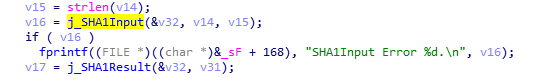 v15 = strlen(v14);
v16 = j_SHA1Input(&v32, v14, v15);
if ( v16 )
fprintf((FILE *)((char *)&_sF + 168), "SHA1Input Error %d.\n", v16);
v17 = j_SHA1Result(&v32, v31);